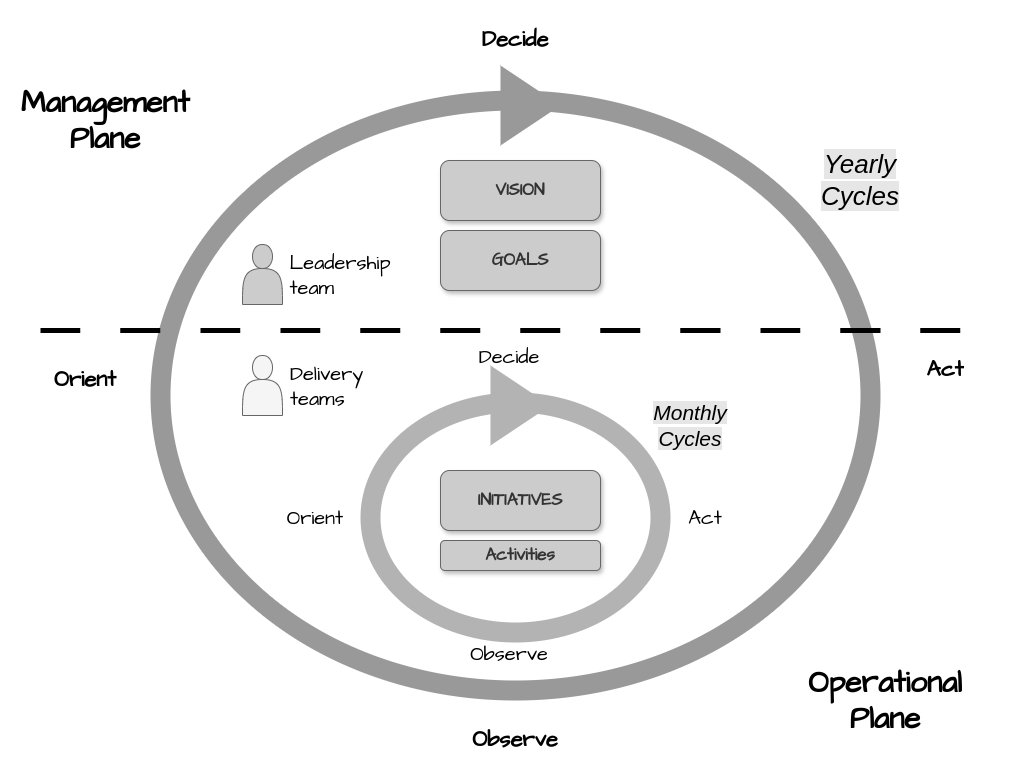 Decide
Management
Plane
Yearly
Cycles
VISION
GOALS
Leadership
team
Orient
Act
Decide
Delivery
teams
Monthly
Cycles
INITIATIVES
Orient
Act
Activities
Observe
Operational
Plane
Observe